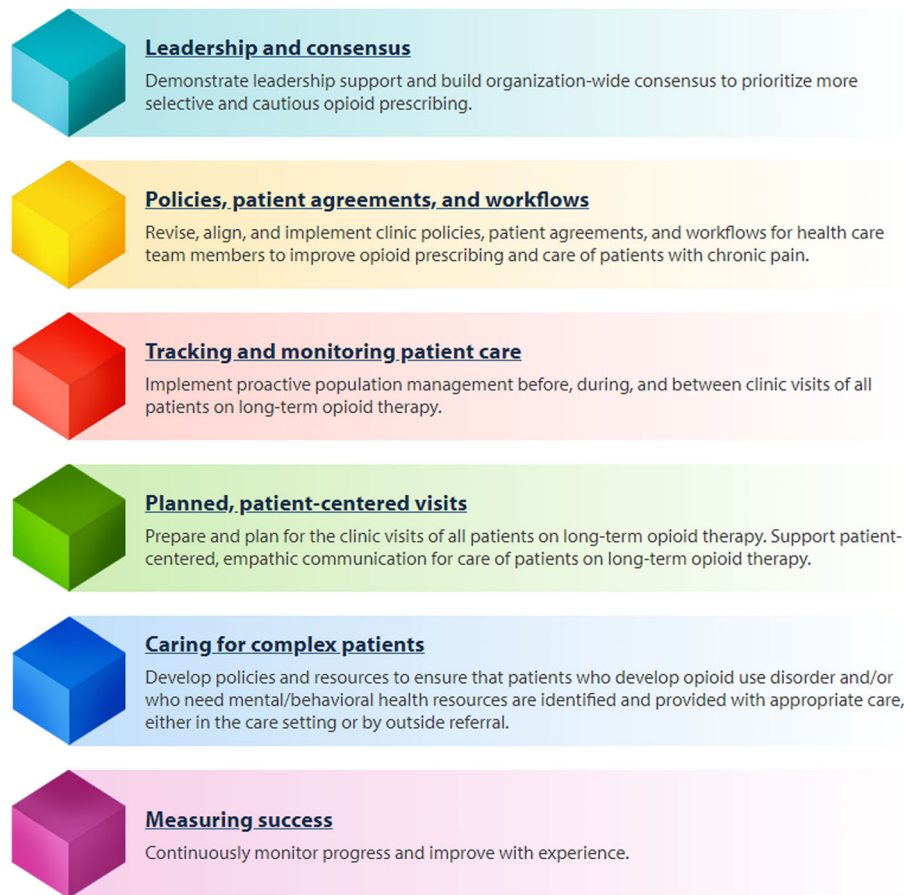 Leadership and consensus
Demonstrate leadership support and build organization-wide consensus to prioritize more
selective and cautious opioid prescribing.
Policies, patient agreements, and workflows
Revise, align, and implement clinic policies, patient agreements, and workflows for health care
team members to improve opioid prescribing and care of patients with chronic pain.
Tracking and monitoring patient care
Implement proactive population management before, during, and between clinic visits of all
patients on long-term opioid therapy.
Planned, patient-centered visits
Prepare and plan for the clinic visits of all patients on long-term opioid therapy. Support patient-
centered, empathic communication for care of patients on long-term opioid therapy.
Caring for complex patients
Develop policies and resources to ensure that patients who develop opioid use disorder and/or
who need mental/behavioral health resources are identified and provided with appropriate care,
either in the care setting or by outside referral.
Measuring success
Continuously monitor progress and improve with experience.